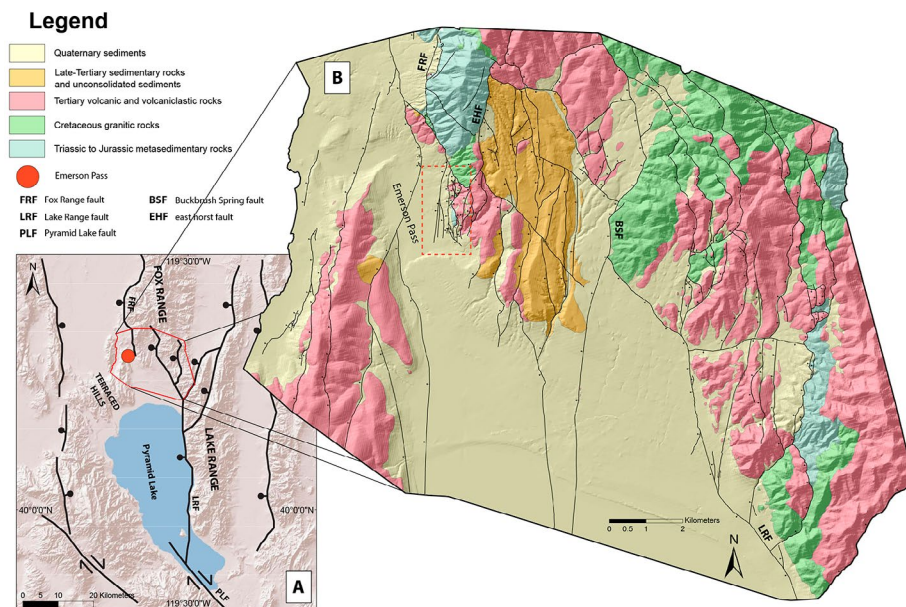 Legend
Quaternary sediments
Late-Tertiary sedimentary rocks
and unconsolidated sediments
Tertiary volcanic and volcaniclastic rocks
Cretaceous granitic rocks
Triassic to Jurassic metasedimentary rocks
Emerson Pass
FRF Fox Range fault
BSF Buckbrush Spring fault
LRF Lake Range fault
EHF east horst fault
PLF Pyramid Lake fault
B
FRF
EHF
Emerson Pass
BSF
LRF
0 0.5 1 2 Kilometers
N
119°30'0"W
N
FRF
FOX RANGE
TERRACED
HILLS
Pyramid Lake
LAKE RANGE
LRF
40°0'0"N
40°0'0"N
PLF
0 5 10 20 Kilometers
119°30'0"W
A